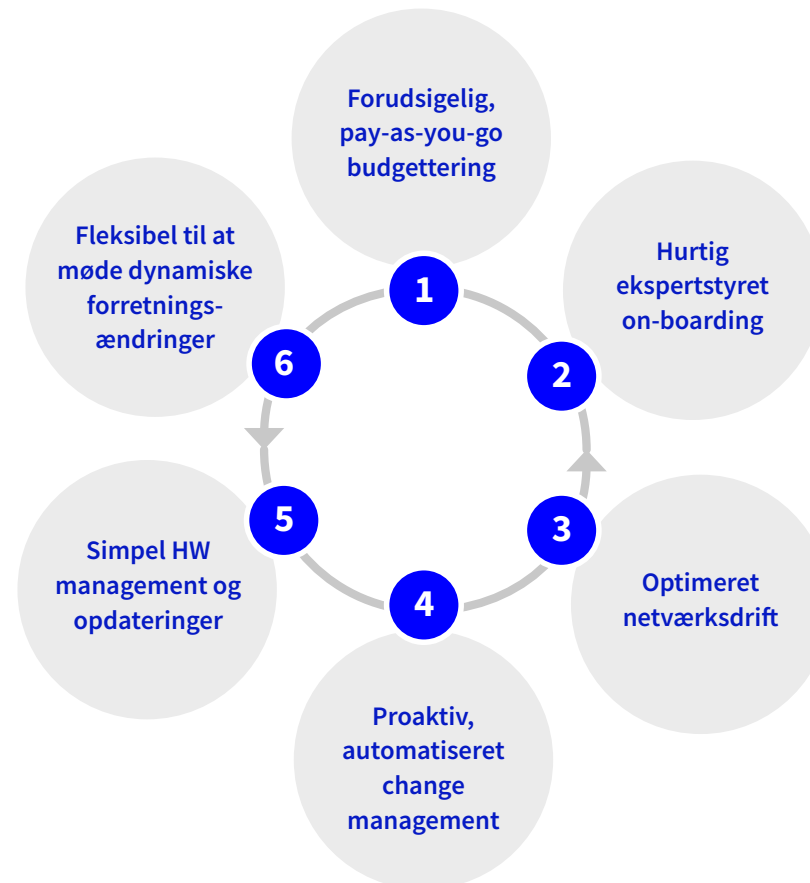 Forudsigelig,
pay-as-you-go
budgettering
1
Hurtig
ekspertstyret
on-boarding
2
Optimeret
netværksdrift
3
Proaktiv,
automatiseret
change
management
4
Simpel HW
management og
opdateringer
5
Fleksibel til at
møde dynamiske
forretnings-
ændringer
6